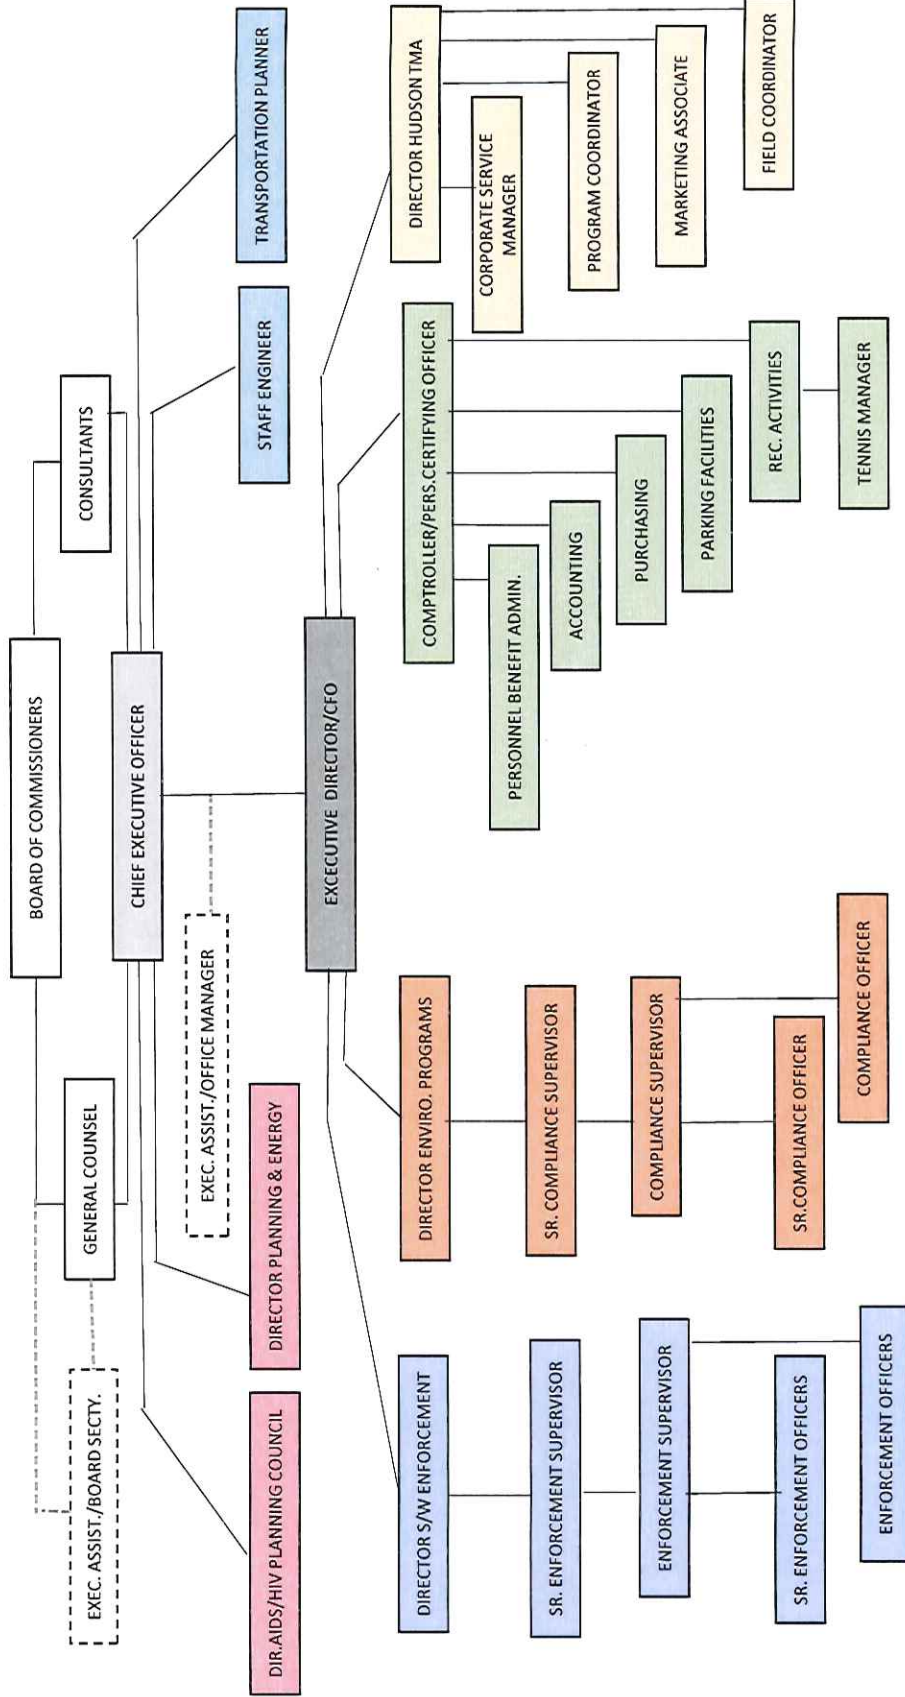 BOARD OF COMMISSIONERS
EXEC. ASSIST./BOARD SECTY.
GENERAL COUNSEL
CONSULTANTS
CHIEF EXECUTIVE OFFICER
EXEC. ASSIST./OFFICE MANAGER
DIR.AIDS/HIV PLANNING COUNCIL
DIRECTOR PLANNING & ENERGY
STAFF ENGINEER
TRANSPORTATION PLANNER
EXCECUTIVE DIRECTOR/CFO
DIRECTOR S/W ENFORCEMENT
SR. ENFORCEMENT SUPERVISOR
ENFORCEMENT SUPERVISOR
SR. ENFORCEMENT OFFICERS
ENFORCEMENT OFFICERS
DIRECTOR ENVIRO. PROGRAMS
SR. COMPLIANCE SUPERVISOR
COMPLIANCE SUPERVISOR
SR.COMPLIANCE OFFICER
COMPLIANCE OFFICER
COMPTROLLER/PERS.CERTIFYING OFFICER
PERSONNEL BENEFIT ADMIN.
ACCOUNTING
PURCHASING
PARKING FACILITIES
REC. ACTIVITIES
TENNIS MANAGER
DIRECTOR HUDSON TMA
CORPORATE SERVICE
MANAGER
PROGRAM COORDINATOR
MARKETING ASSOCIATE
FIELD COORDINATOR